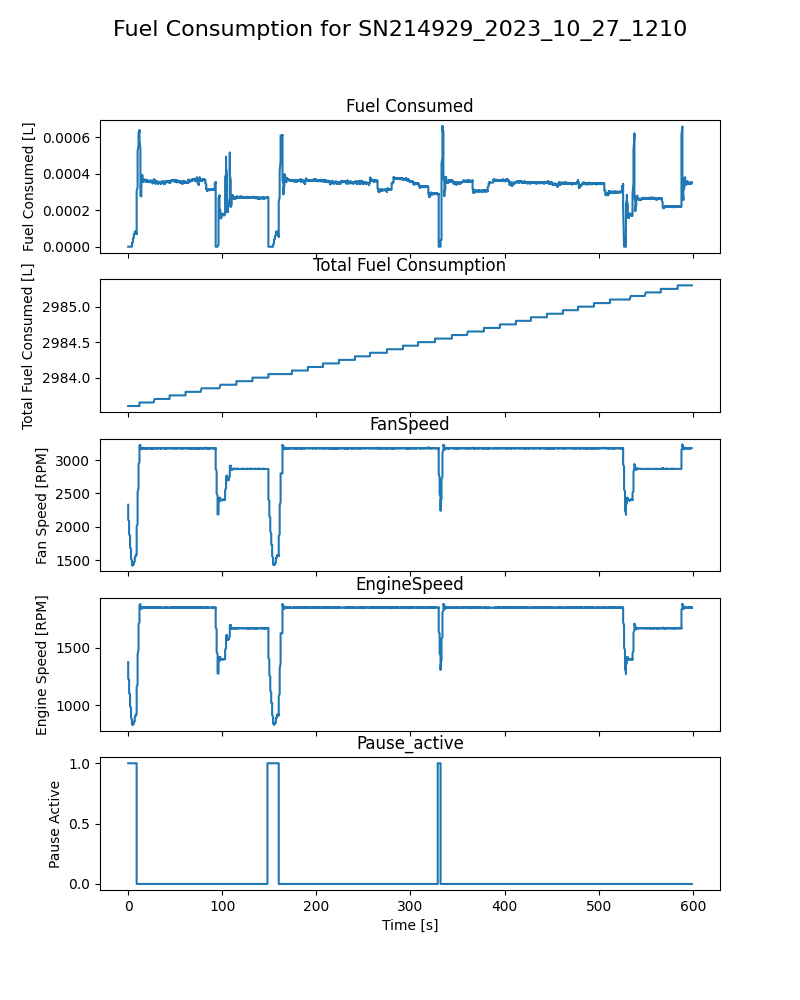 Fuel Consumption for SN214929_2023_10_27_1210
Fuel Consumed
Fuel Consumed [L]
0.0006
0.0004
0.0002
0.0000
Total Fuel Consumption
Total Fuel Consumed [L]
2985.0
2984.5
2984.0
FanSpeed
Fan Speed [RPM]
3000
2500
2000
1500
EngineSpeed
Engine Speed [RPM]
1500
1000
Pause_active
Pause Active
1.0
0.5
0.0
0 100 200 300 400 500 600
Time [s]